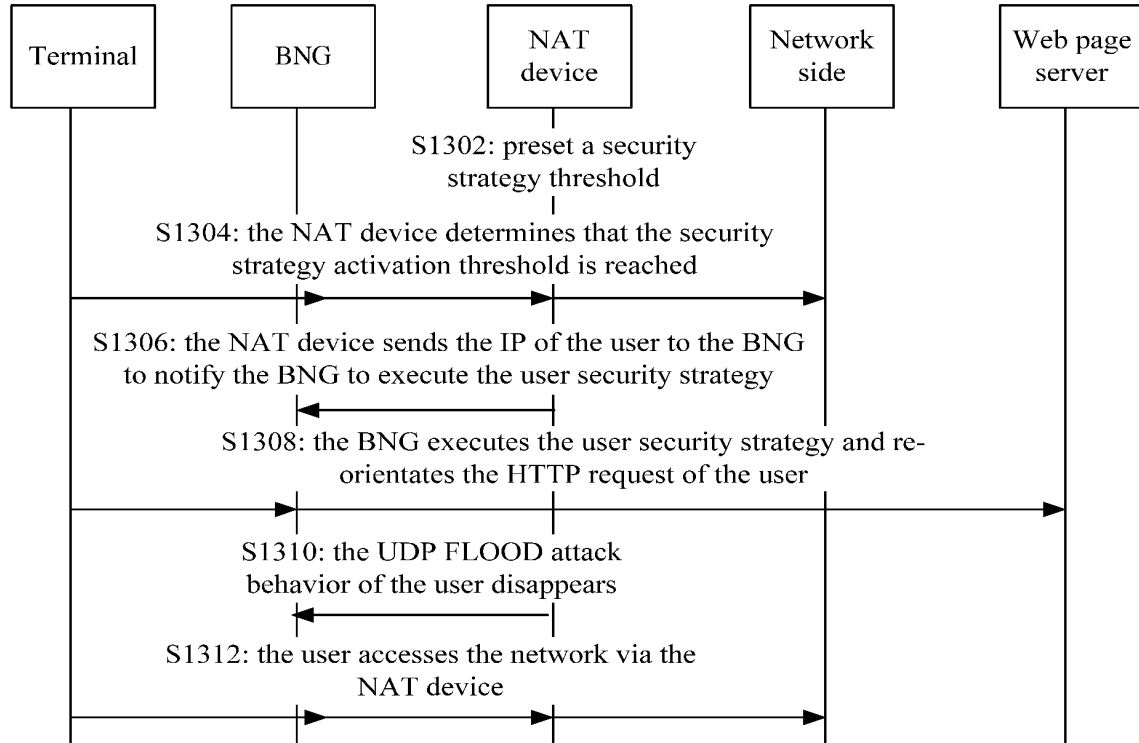 Terminal
BNG
NAT
device
Network
side
Web page
server
S1302: preset a security
strategy threshold
S1304: the NAT device determines that the security
strategy activation threshold is reached
S1306: the NAT device sends the IP of the user to the BNG
to notify the BNG to execute the user security strategy
S1308: the BNG executes the user security strategy and re-
orientates the HTTP request of the user
S1310: the UDP FLOOD attack
behavior of the user disappears
S1312: the user accesses the network via the
NAT device